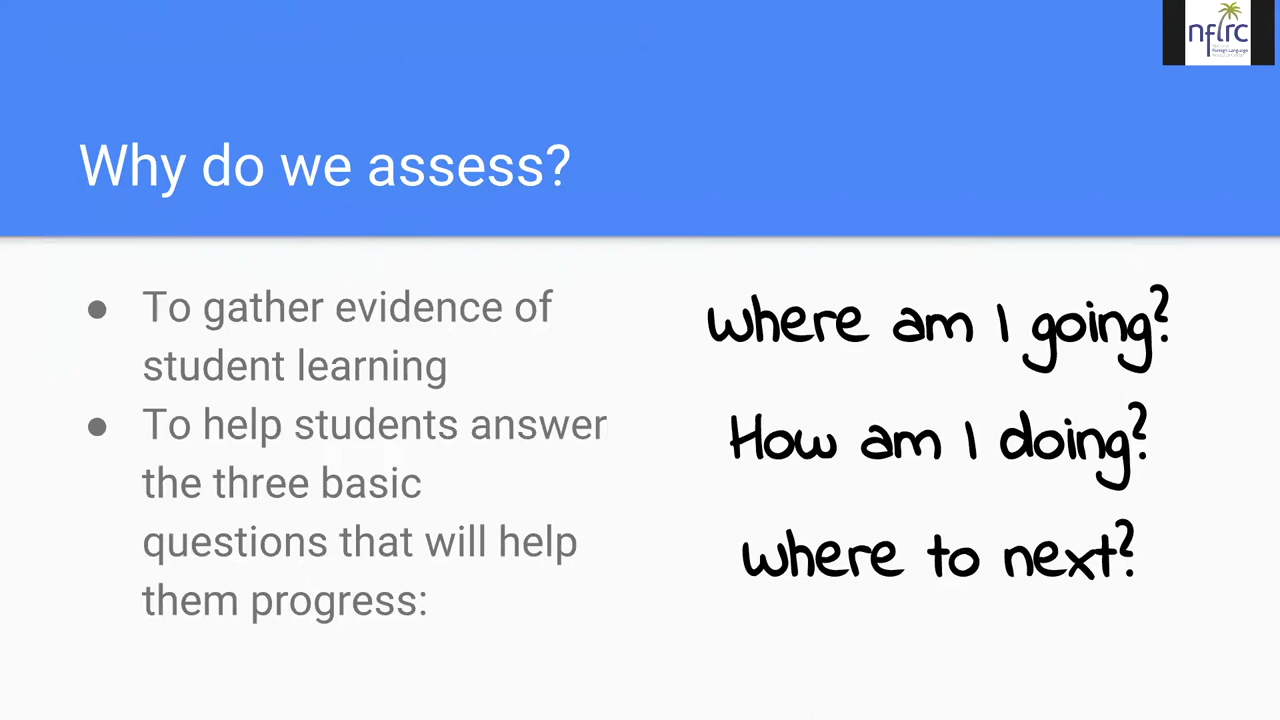 nflrc
Why do we assess?
● To gather evidence of
student learning
● To help students answer
the three basic
questions that will help
them progress:
Where am I going?
How am I doing?
Where to next?